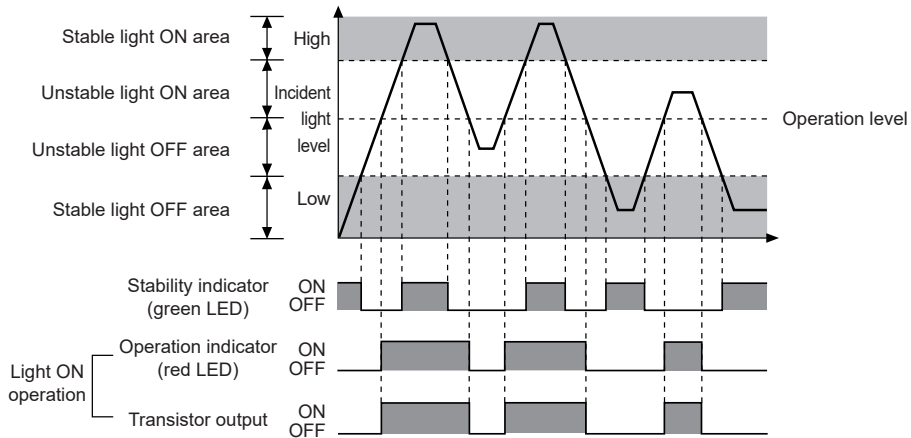 Stable light ON area
High
Unstable light ON area
Incident
light
level
Operation level
Unstable light OFF area
Stable light OFF area
Low
Stability indicator
(green LED)
ON
OFF
Light ON
operation
Operation indicator
(red LED)
ON
OFF
Transistor output
ON
OFF